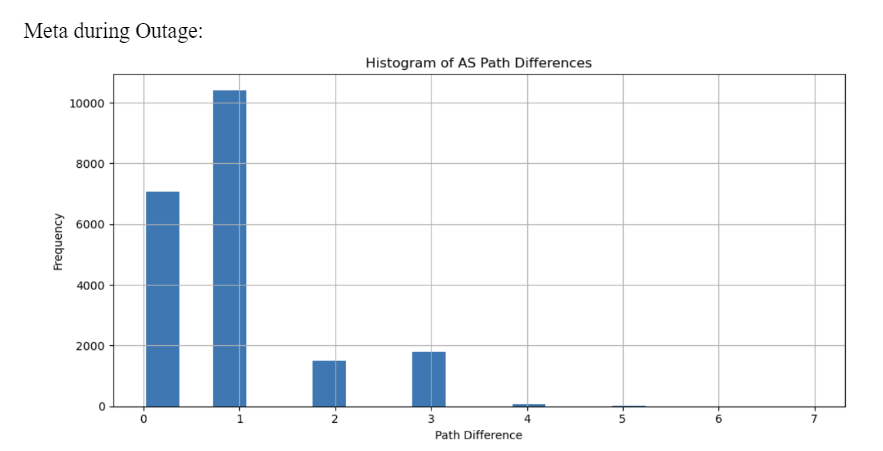 Meta during Outage:
Histogram of AS Path Differences
10000
8000
6000
4000
2000
0
Frequency
0 1 2 3 4 5 6 7
Path Difference